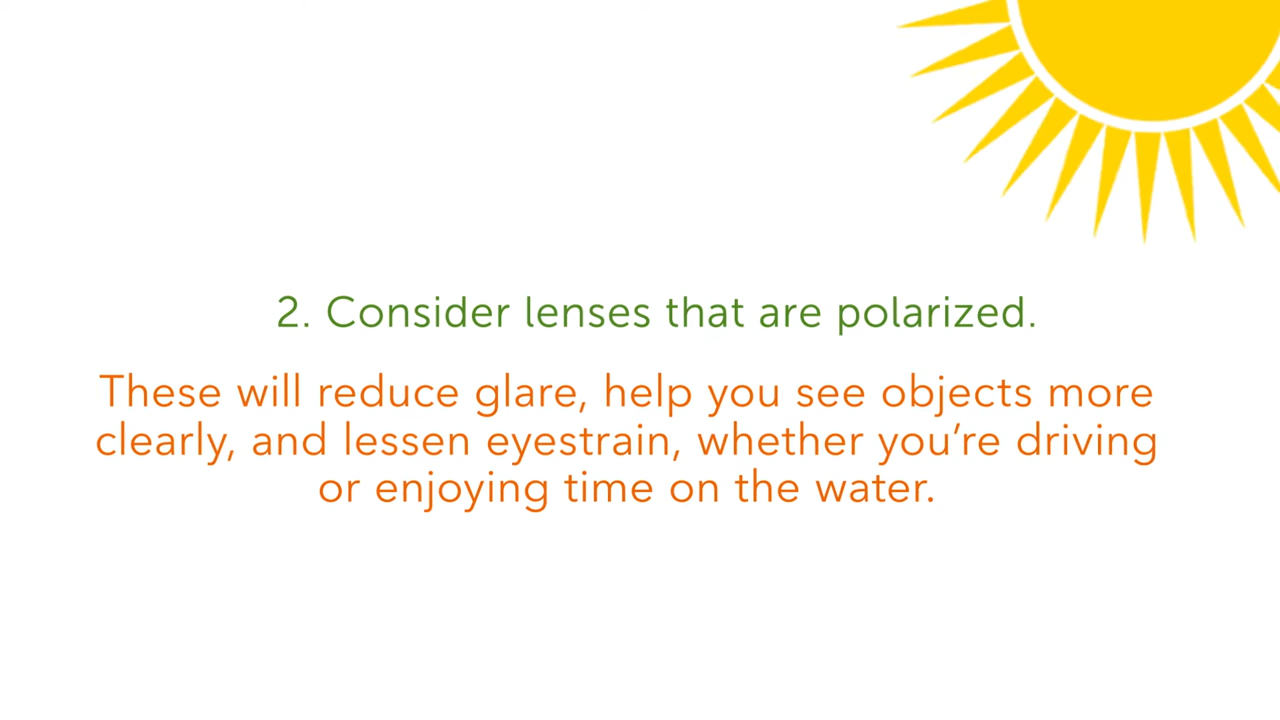 2. Consider lenses that are polarized.
These will reduce glare, help you see objects more
clearly, and lessen eyestrain, whether you’re driving
or enjoying time on the water.